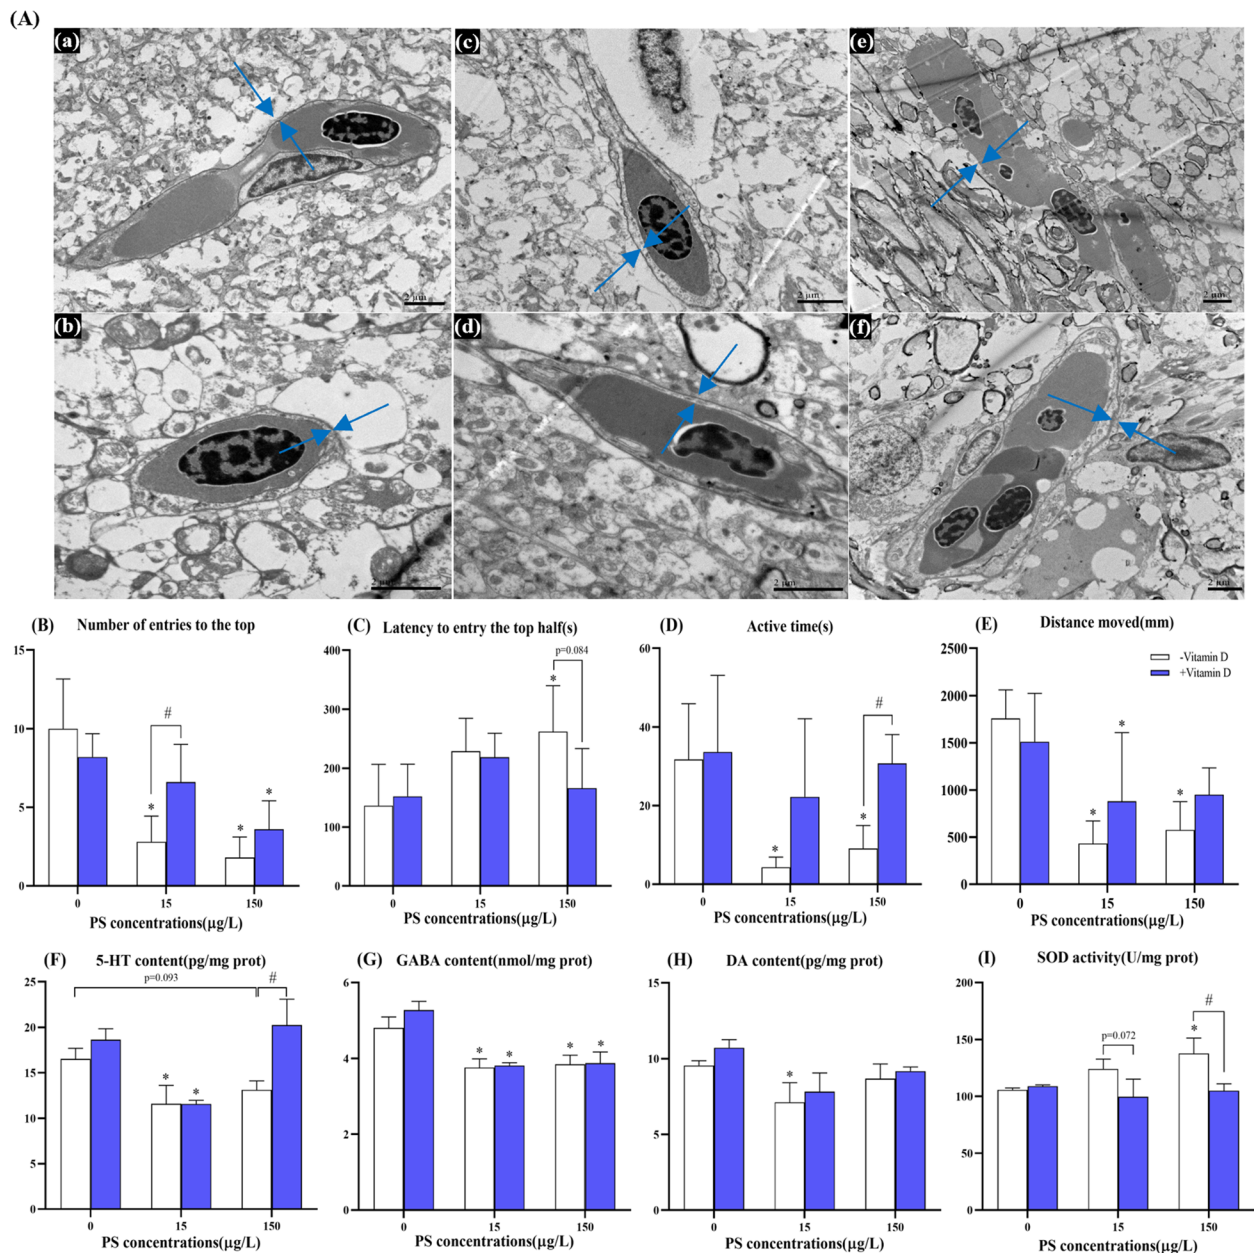 (A)
(a)
(c)
(e)
2 μm
2 μm
2 μm
(b)
(d)
(f)
2 μm
2 μm
2 μm
(B) Number of entries to the top
15
10
5
0
#
*
*
*
0 15 150
PS concentrations(μg/L)
(C) Latency to entry the top half(s)
400
300
200
100
0
p=0.084
*
0 15 150
PS concentrations(μg/L)
(D) Active time(s)
60
40
20
0
#
*
*
0 15 150
PS concentrations(μg/L)
(E) Distance moved(mm)
2500
2000
1500
1000
500
0
-Vitamin D
+Vitamin D
*
*
*
0 15 150
PS concentrations(μg/L)
(F) 5-HT content(pg/mg prot)
25
20
15
10
5
0
p=0.093
#
*
*
0 15 150
PS concentrations(μg/L)
(G) GABA content(nmol/mg prot)
6
4
2
0
*
*
*
*
0 15 150
PS concentrations(μg/L)
(H) DA content(pg/mg prot)
15
10
5
0
*
0 15 150
PS concentrations(μg/L)
(I) SOD activity(U/mg prot)
200
150
100
50
0
p=0.072
#
*
0 15 150
PS concentrations(μg/L)